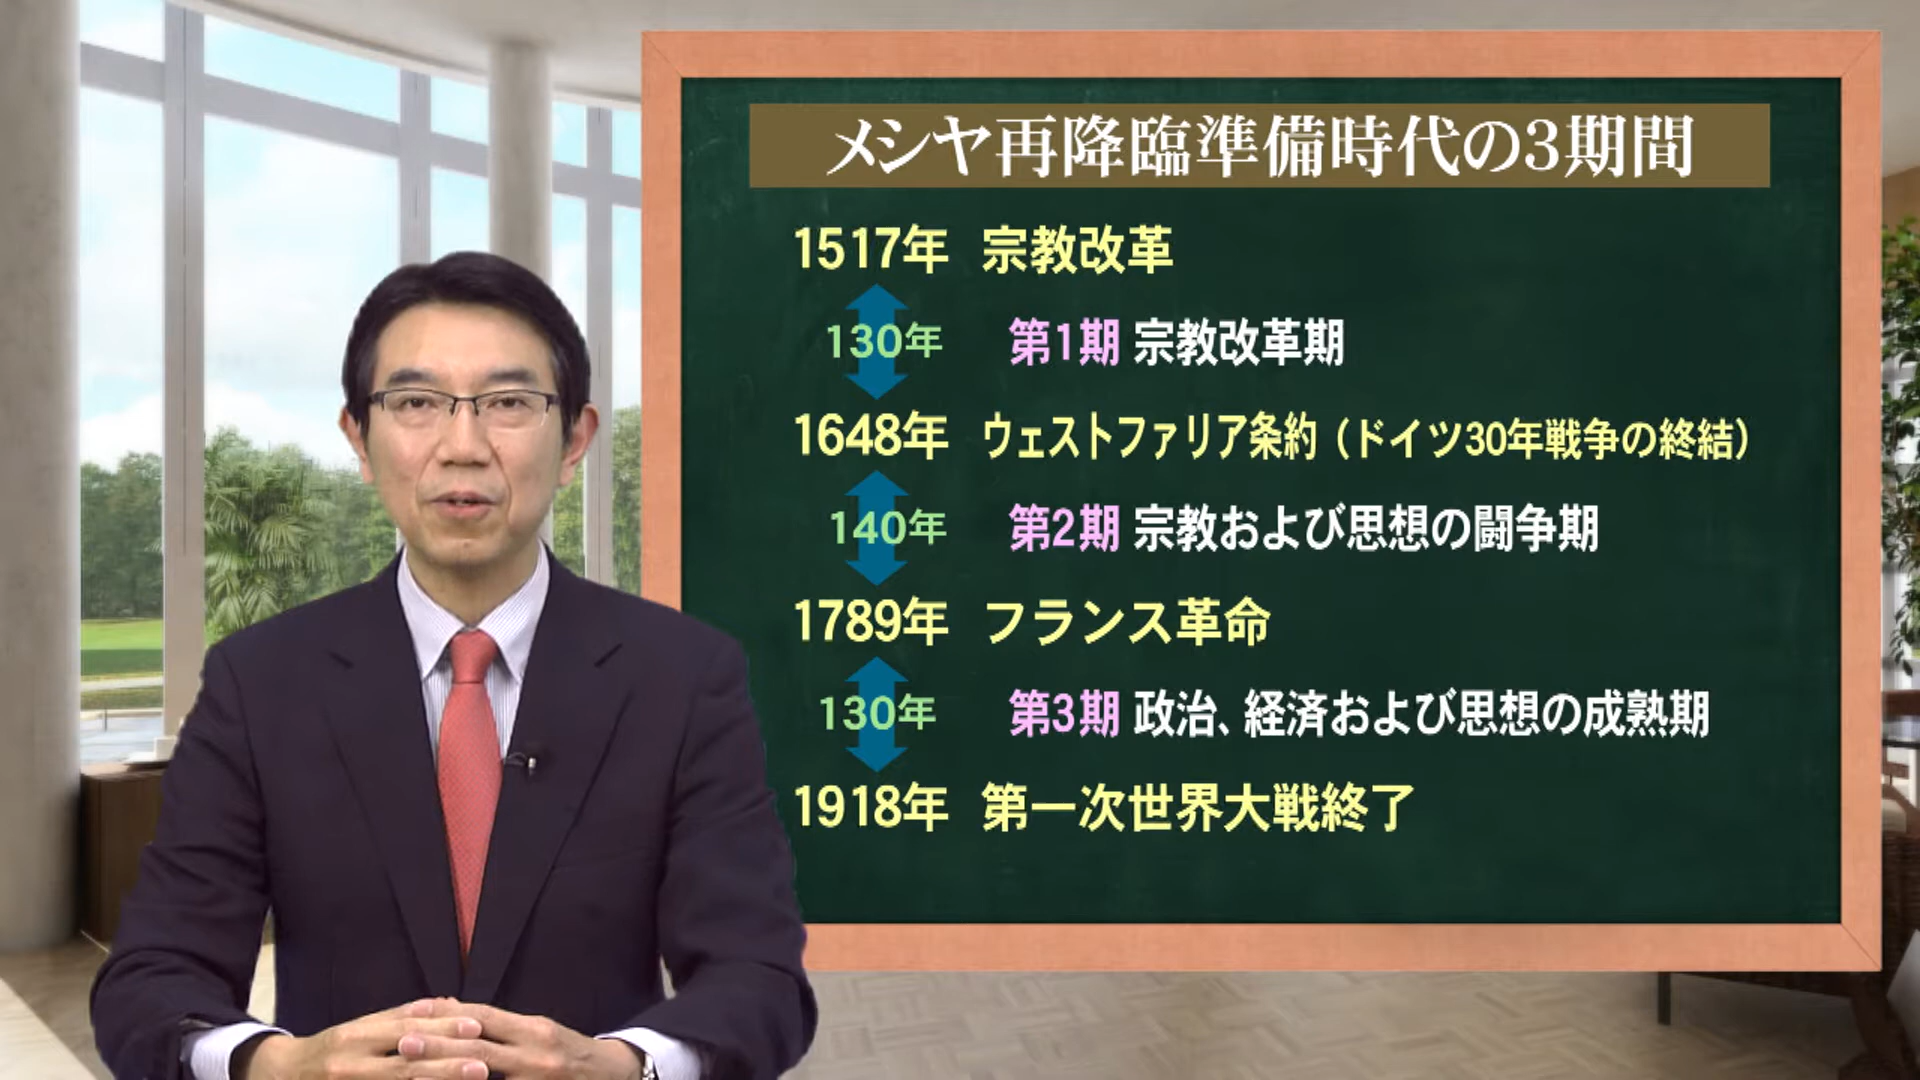 メシヤ再降臨準備時代の3期間
1517年 宗教改革
130年 第1期 宗教改革期
1648年 ウェストファリア条約（ドイツ30年戦争の終結）
140年 第2期 宗教および思想の闘争期
1789年 フランス革命
130年 第3期 政治、経済および思想の成熟期
1918年 第一次世界大戦終了